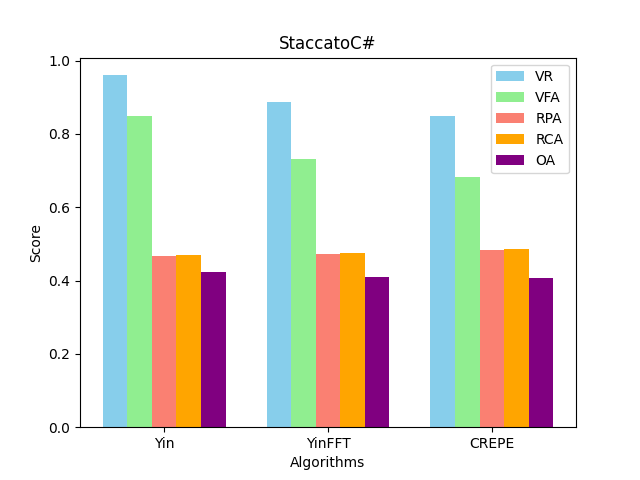 StaccatoC#
1.0
0.8
0.6
0.4
0.2
0.0
Score
VR
VFA
RPA
RCA
OA
Yin
YinFFT
CREPE
Algorithms